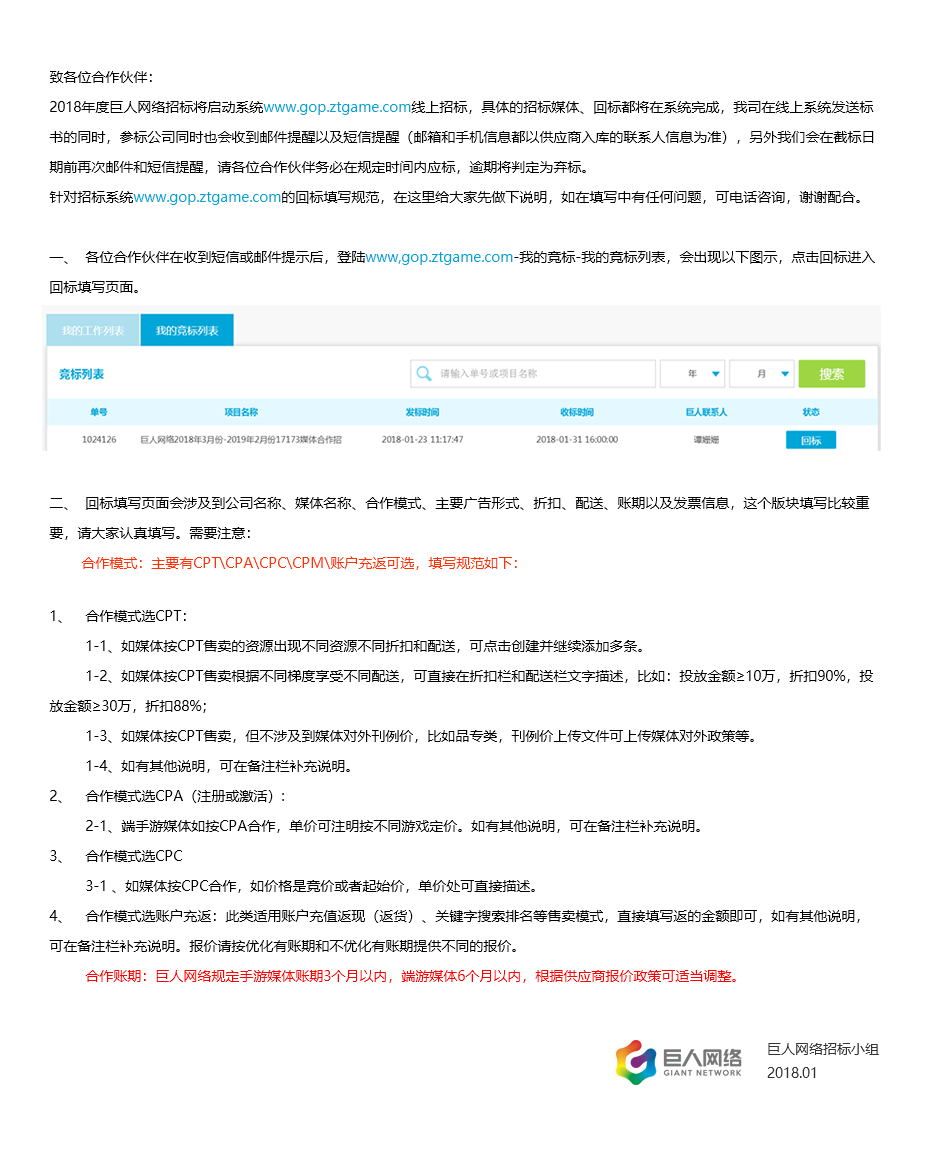 致各位合作伙伴：
2018年度巨人网络招标将启动系统www.gop.ztgame.com线上招标，具体的招标媒体、回标都将在系统完成，我司在线上系统发送标
书的同时，参标公司同时也会收到邮件提醒以及短信提醒（邮箱和手机信息都以供应商入库的联系人信息为准），另外我们会在截标日
期前再次邮件和短信提醒，请各位合作伙伴务必在规定时间内应标，逾期将判定为弃标。
针对招标系统www.gop.ztgame.com的回标填写规范，在这里给大家先做下说明，如在填写中有任何问题，可电话咨询，谢谢配合。
一、 各位合作伙伴在收到短信或邮件提示后，登陆www,gop.ztgame.com-我的竞标-我的竞标列表，会出现以下图示，点击回标进入
回标填写页面。
我的工作列表 我的竞标列表
竞标列表 请输入单号或项目名称 年 月 搜索
单号 项目名称 发标时间 收标时间 巨人联系人 状态
1024126 巨人网络2018年3月份-2019年2月份17173媒体合作招 2018-01-23 11:17:47 2018-01-31 16:00:00 谭姗姗 回标
二、 回标填写页面会涉及到公司名称、媒体名称、合作模式、主要广告形式、折扣、配送、账期以及发票信息，这个版块填写比较重
要，请大家认真填写。需要注意：
合作模式：主要有CPT\CPA\CPC\CPM\账户充返可选，填写规范如下：
1、 合作模式选CPT：
1-1、如媒体按CPT售卖的资源出现不同资源不同折扣和配送，可点击创建并继续添加多条。
1-2、如媒体按CPT售卖根据不同梯度享受不同配送，可直接在折扣栏和配送栏文字描述，比如：投放金额≥10万，折扣90%，投
放金额≥30万，折扣88%；
1-3、如媒体按CPT售卖，但不涉及到媒体对外刊例价，比如品专类，刊例价上传文件可上传媒体对外政策等。
1-4、如有其他说明，可在备注栏补充说明。
2、 合作模式选CPA（注册或激活）：
2-1、端手游媒体如按CPA合作，单价可注明按不同游戏定价。如有其他说明，可在备注栏补充说明。
3、 合作模式选CPC
3-1 、如媒体按CPC合作，如价格是竞价或者起始价，单价处可直接描述。
4、 合作模式选账户充返：此类适用账户充值返现（返货）、关键字搜索排名等售卖模式，直接填写返的金额即可，如有其他说明，
可在备注栏补充说明。报价请按优化有账期和不优化有账期提供不同的报价。
合作账期：巨人网络规定手游媒体账期3个月以内，端游媒体6个月以内，根据供应商报价政策可适当调整。
巨人网络 巨人网络招标小组
GIANT NETWORK 2018.01